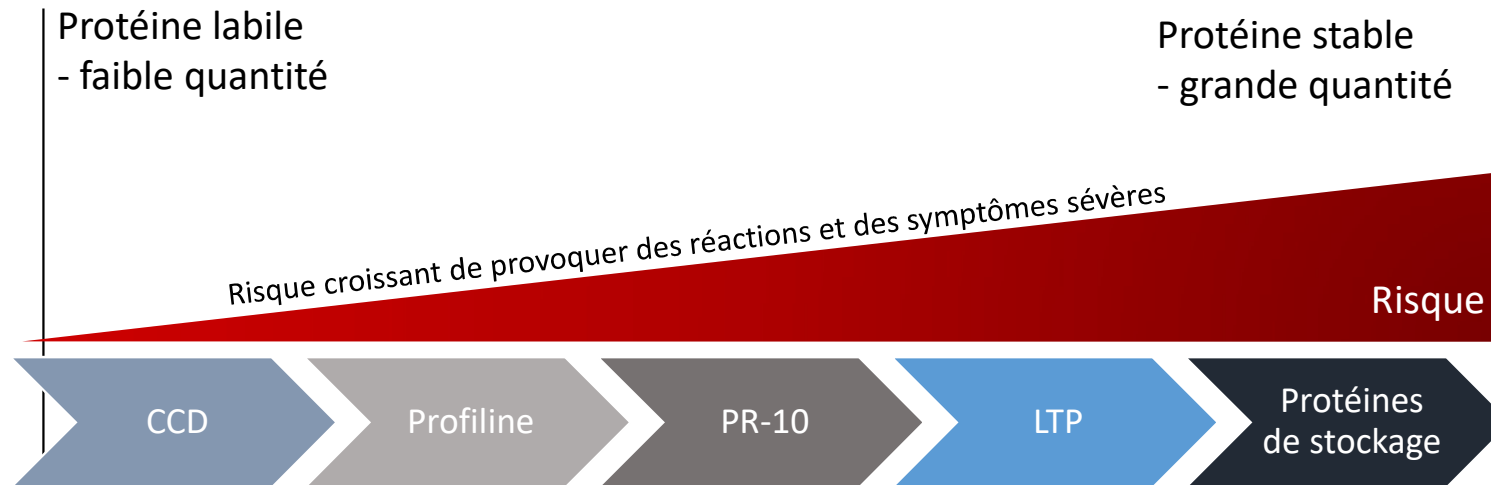 Protéine labile
- faible quantité
Protéine stable
- grande quantité
Risque croissant de provoquer des réactions et des symptômes sévères
Risque
CCD
Profiline
PR-10
LTP
Protéines
de stockage